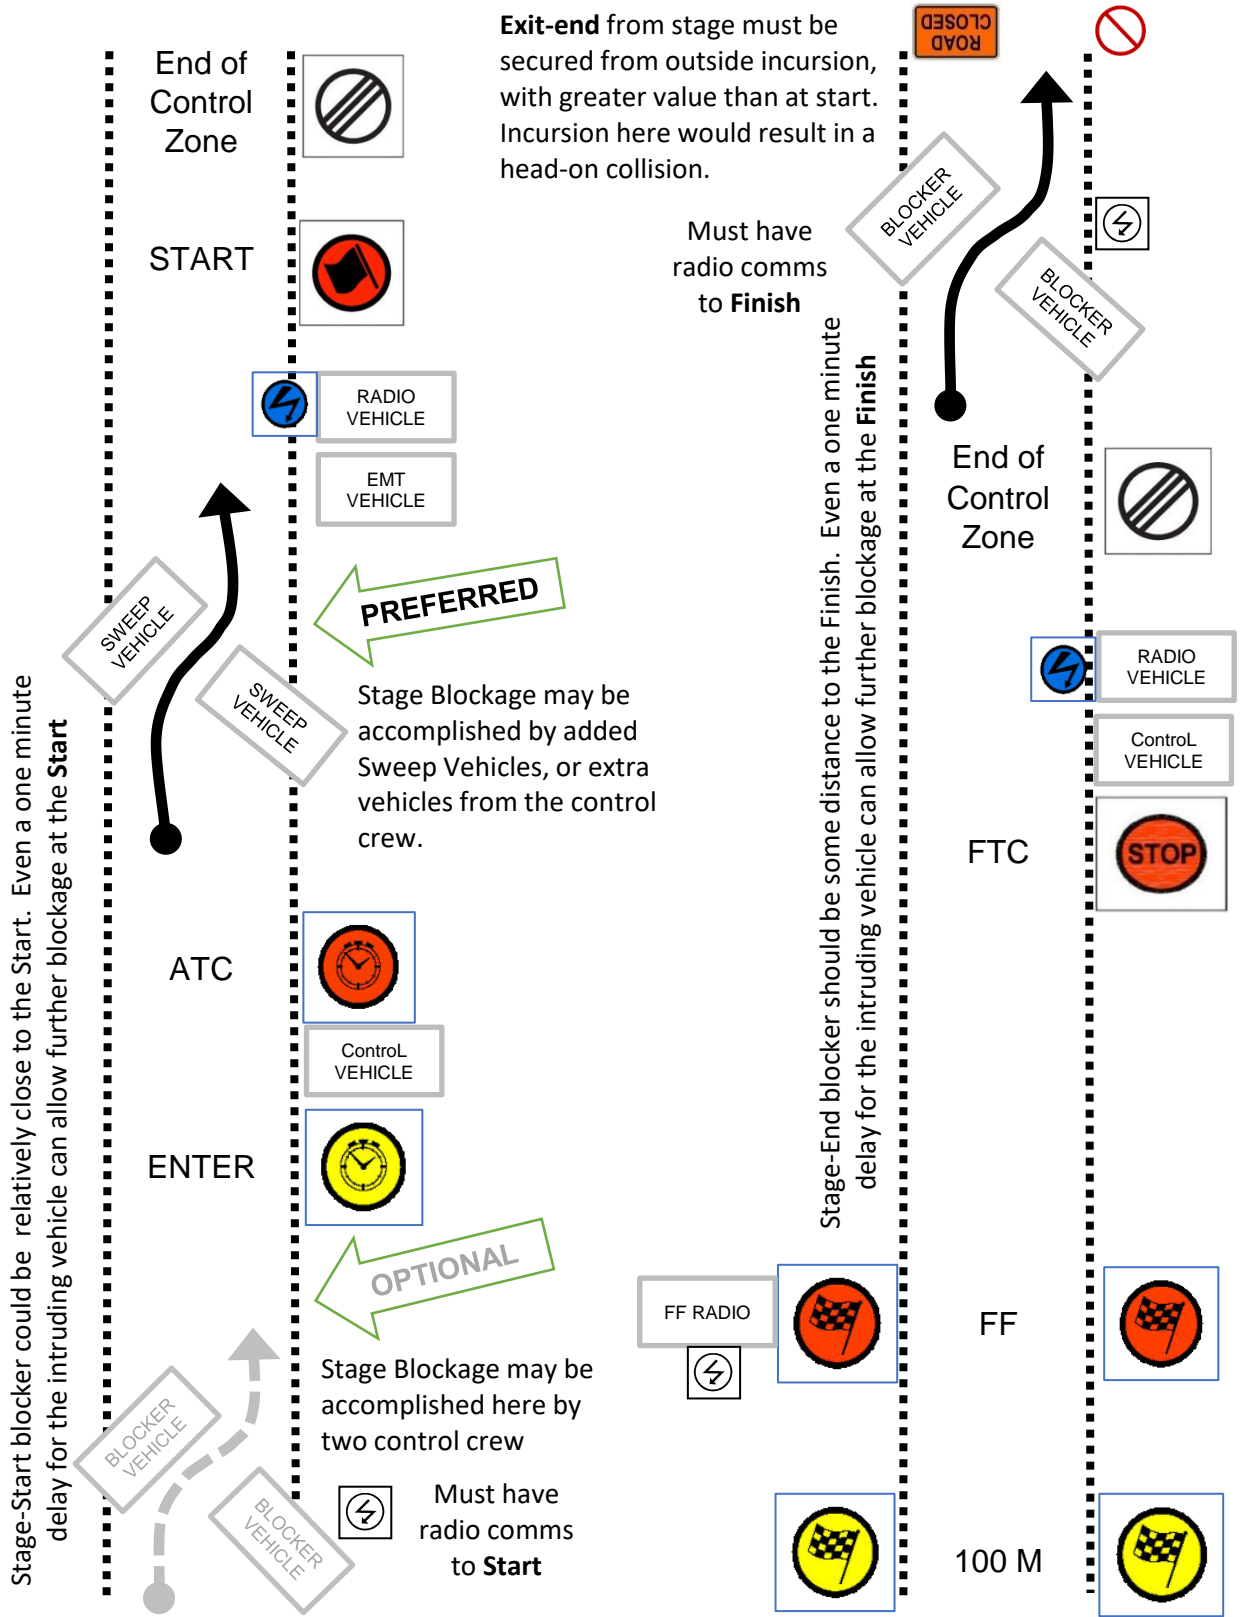 End of
Control
Zone
START
RADIO
VEHICLE
EMT
VEHICLE
SWEEP
VEHICLE
SWEEP
VEHICLE
PREFERRED
Stage Blockage may be
accomplished by added
Sweep Vehicles, or extra
vehicles from the control
crew.
ATC
ControL
VEHICLE
ENTER
OPTIONAL
Stage Blockage may be
accomplished here by
two control crew
BLOCKER
VEHICLE
BLOCKER
VEHICLE
Must have
radio comms
to Start
Stage-Start blocker could be relatively close to the Start. Even a one minute
delay for the intruding vehicle can allow further blockage at the Start
Exit-end from stage must be
secured from outside incursion,
with greater value than at start.
Incursion here would result in a
head-on collision.
ROAD
CLOSED
BLOCKER
VEHICLE
BLOCKER
VEHICLE
Must have
radio comms
to Finish
Stage-End blocker should be some distance to the Finish. Even a one minute
delay for the intruding vehicle can allow further blockage at the Finish
End of
Control
Zone
RADIO
VEHICLE
ControL
VEHICLE
FTC
STOP
FF RADIO
FF
100 M